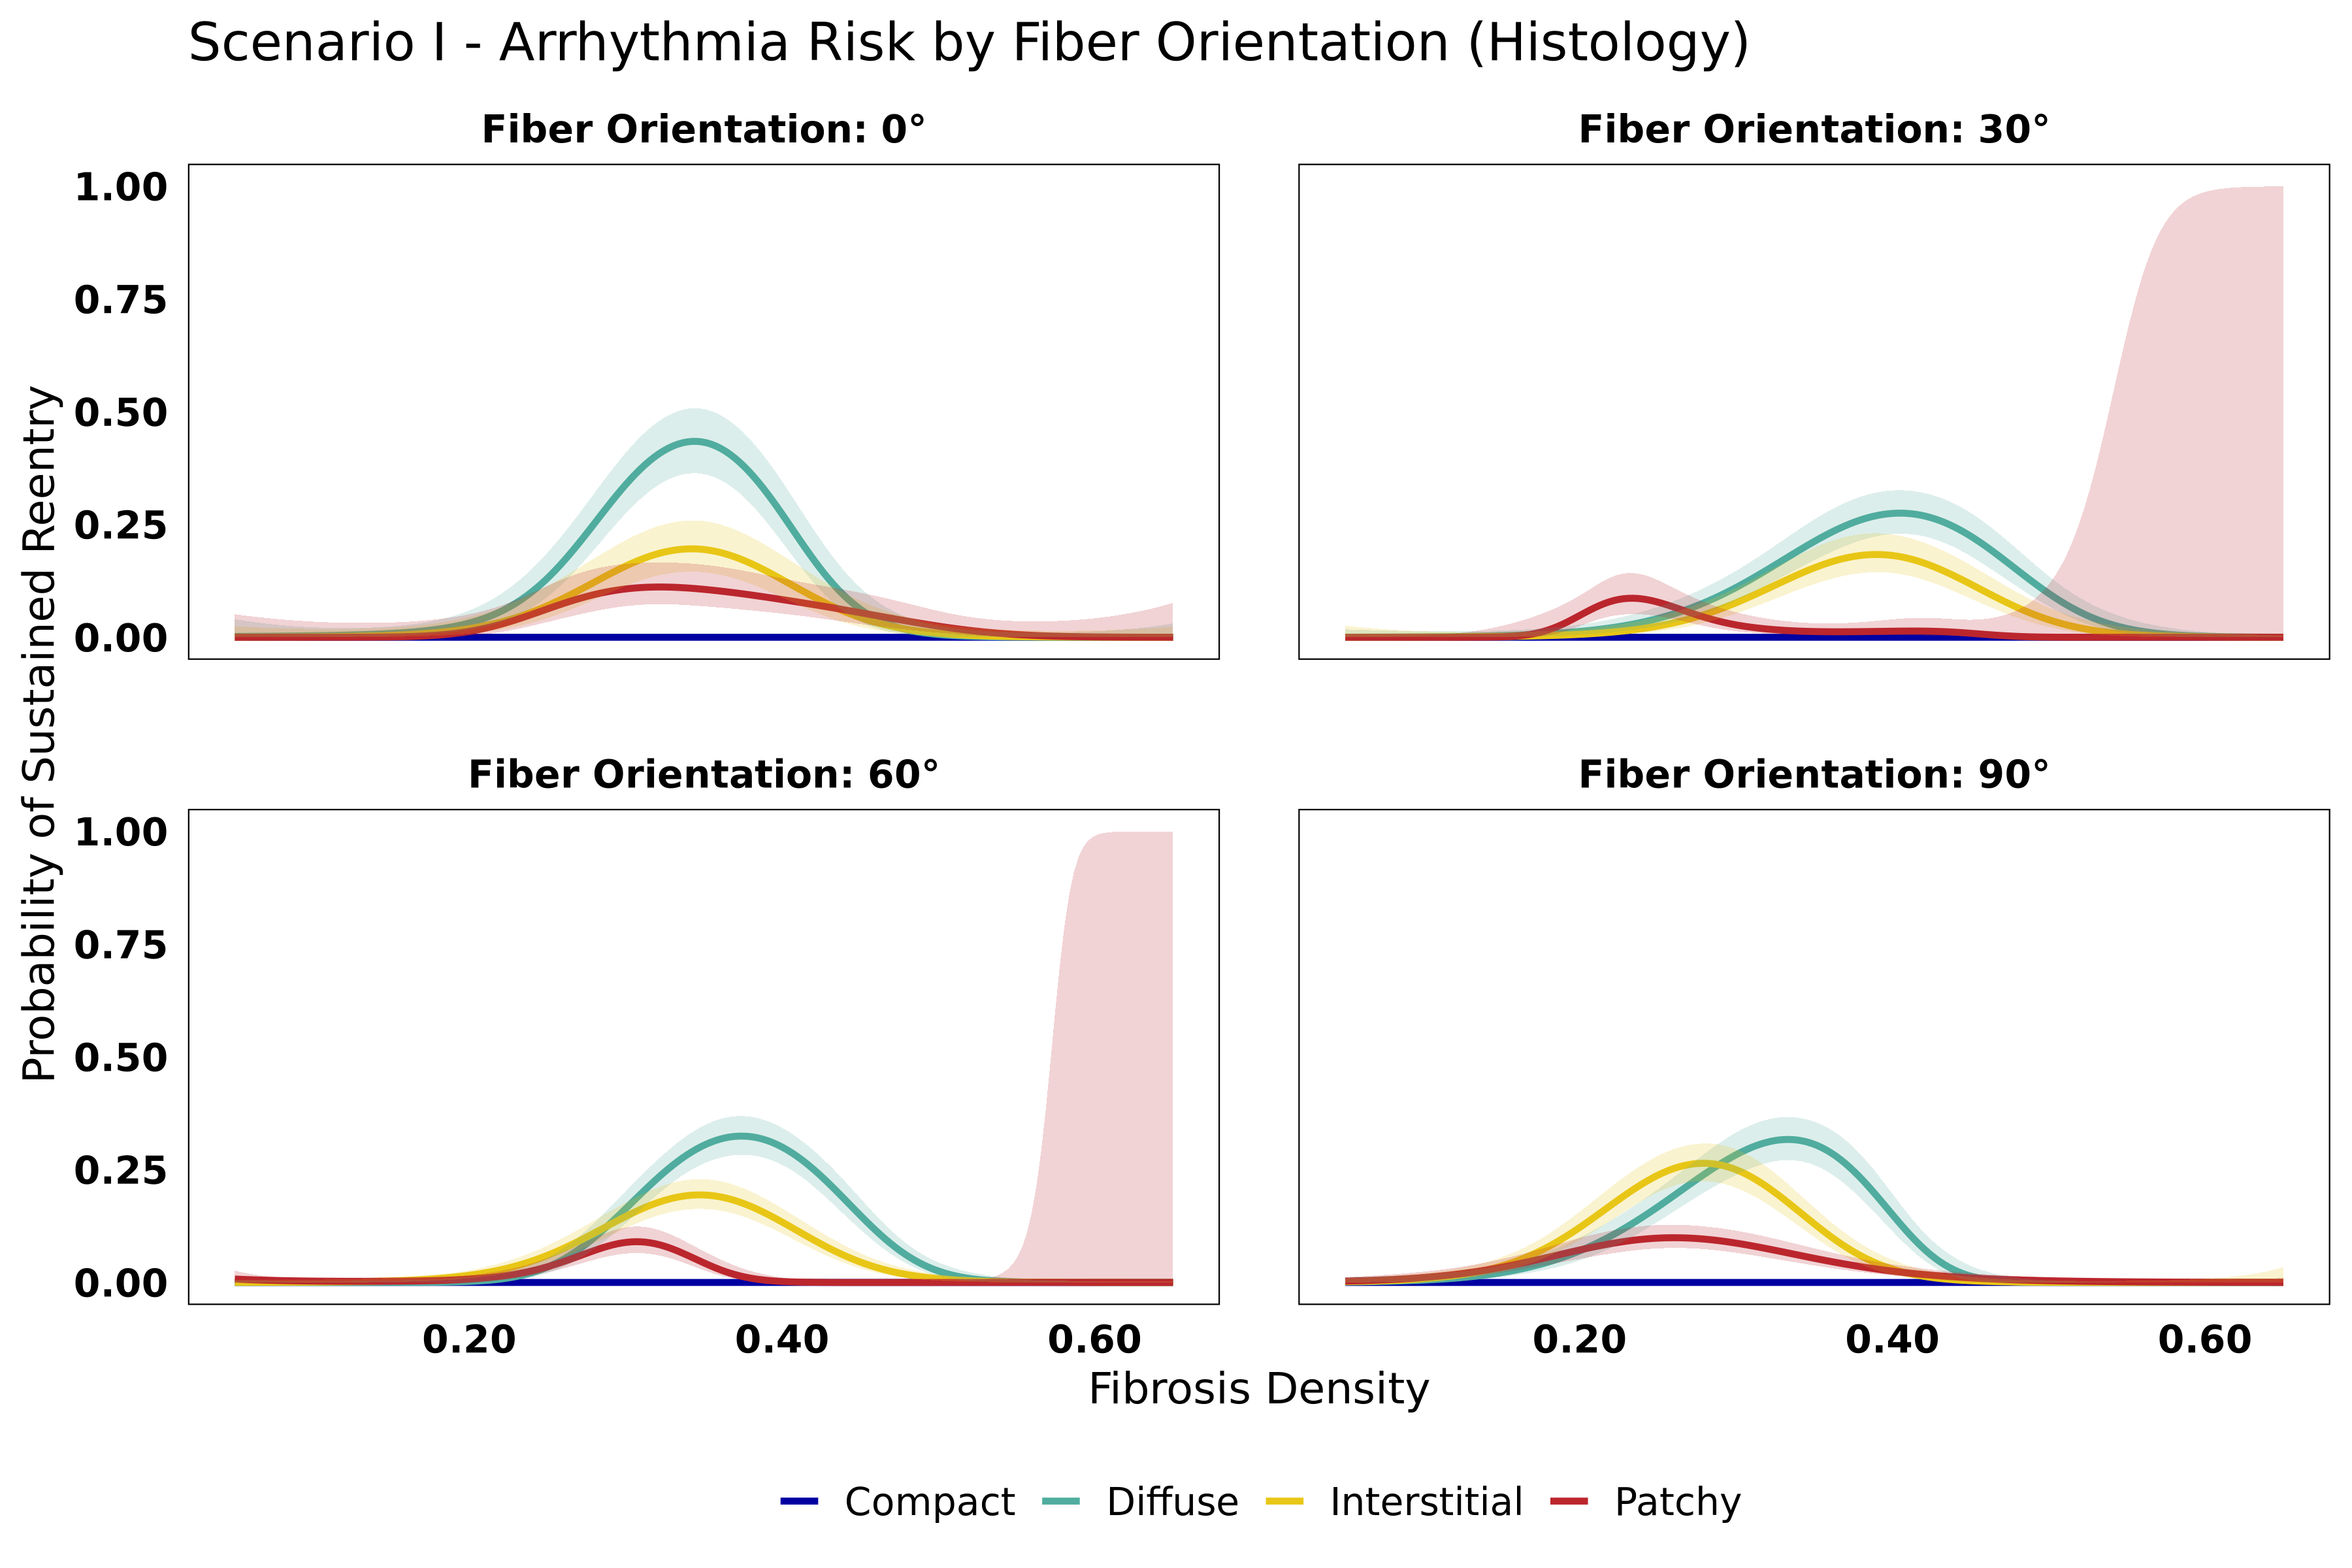 Scenario I - Arrhythmia Risk by Fiber Orientation (Histology)
Fiber Orientation: 0°
Fiber Orientation: 30°
1.00
0.75
0.50
0.25
0.00
Probability of Sustained Reentry
Fiber Orientation: 60°
Fiber Orientation: 90°
1.00
0.75
0.50
0.25
0.00
0.20 0.40 0.60
0.20 0.40 0.60
Fibrosis Density
Compact Diffuse Interstitial Patchy